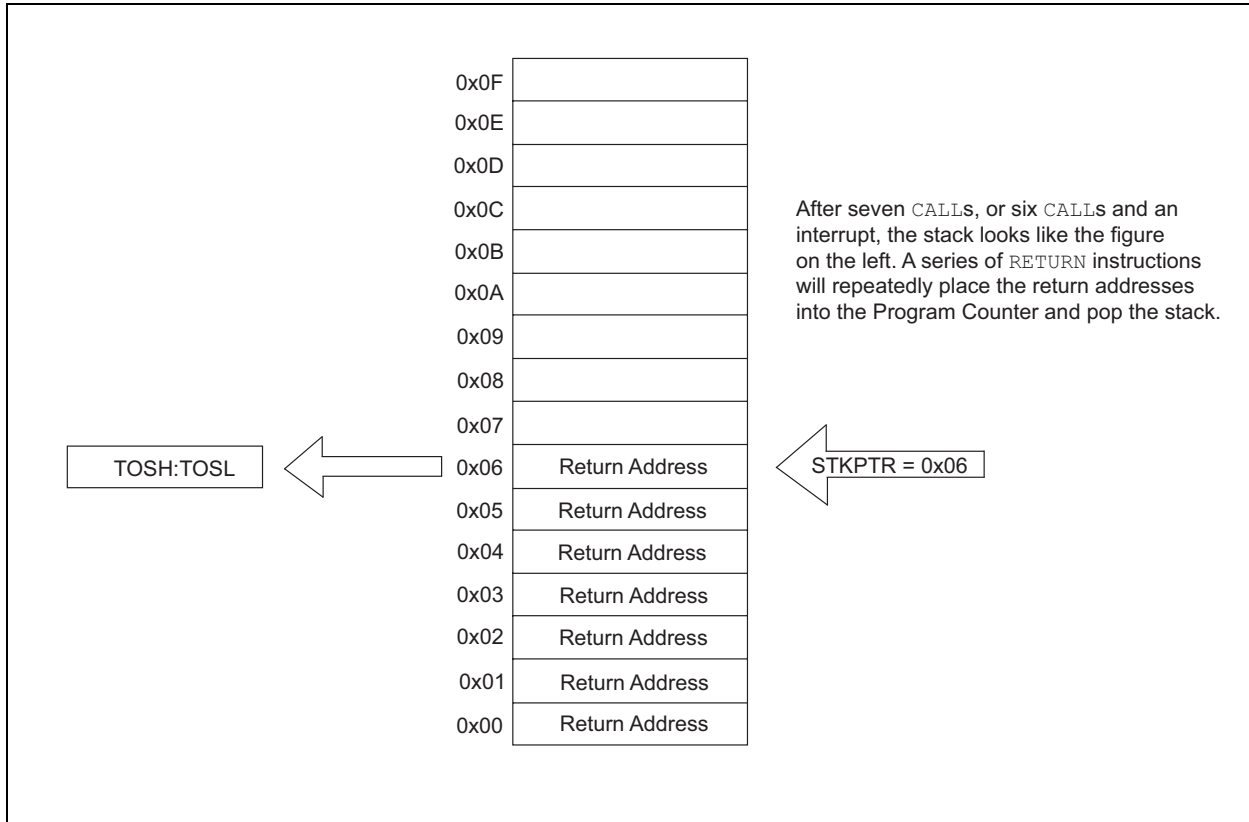 0x0F
0x0E
0x0D
0x0C
0x0B
0x0A
0x09
0x08
0x07
After seven CALLs, or six CALLs and an
interrupt, the stack looks like the figure
on the left. A series of RETURN instructions
will repeatedly place the return addresses
into the Program Counter and pop the stack.
TOSH:TOSL
0x06 Return Address
STKPTR = 0x06
0x05 Return Address
0x04 Return Address
0x03 Return Address
0x02 Return Address
0x01 Return Address
0x00 Return Address